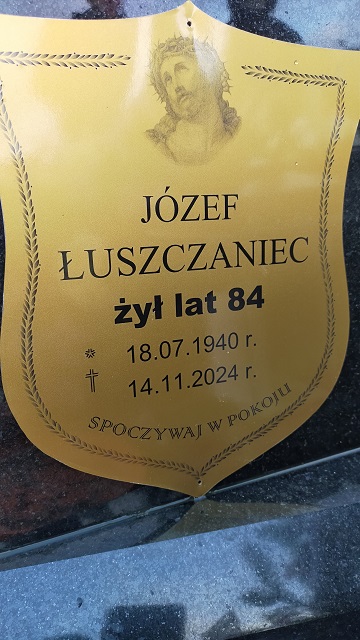 JÓZEF
ŁUSZCZANIEC
żył lat 84
18.07.1940 r.
14.11.2024 r.
SPOCZYWAJ W POKOJU